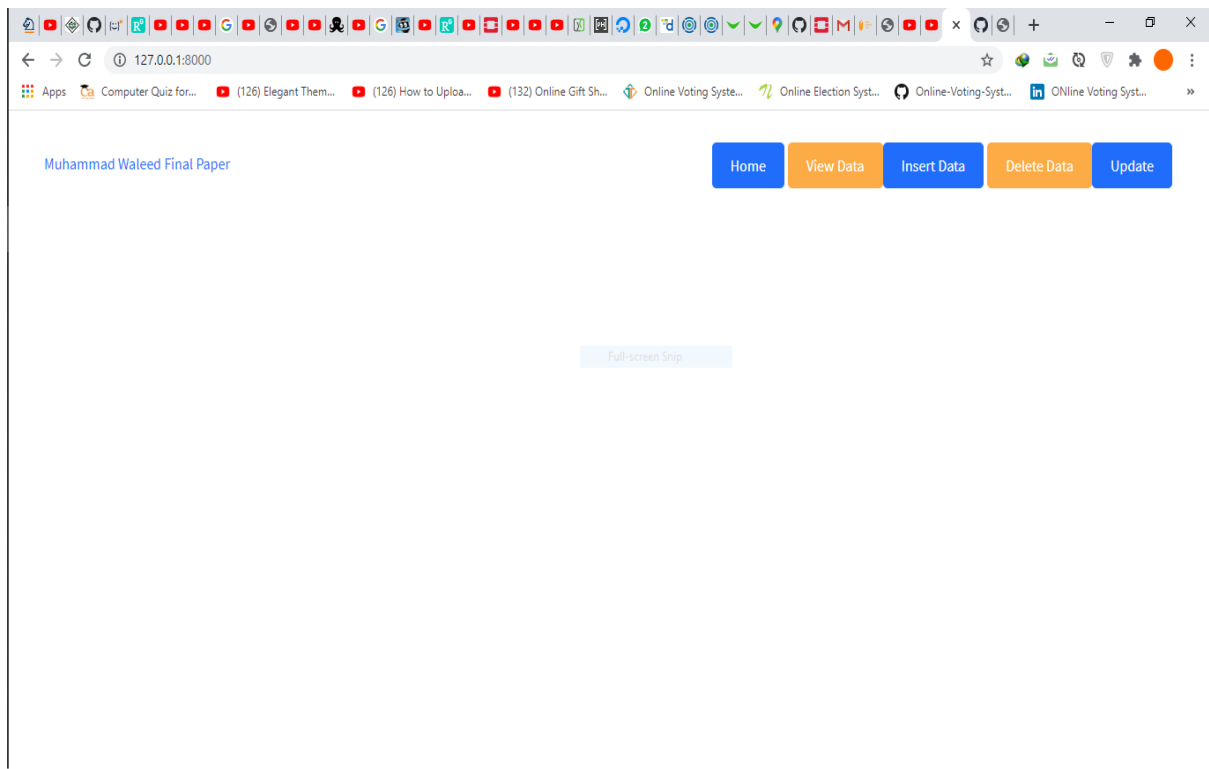 127.0.0.1:8000
Apps Computer Quiz for... (126) Elegant Them... (126) How to Uploa... (132) Online Gift Sh... Online Voting Syste... Online Election Syst... Online-Voting-Syst... ONline Voting Syst... »
Muhammad Waleed Final Paper Home View Data Insert Data Delete Data Update
Full-screen Snip